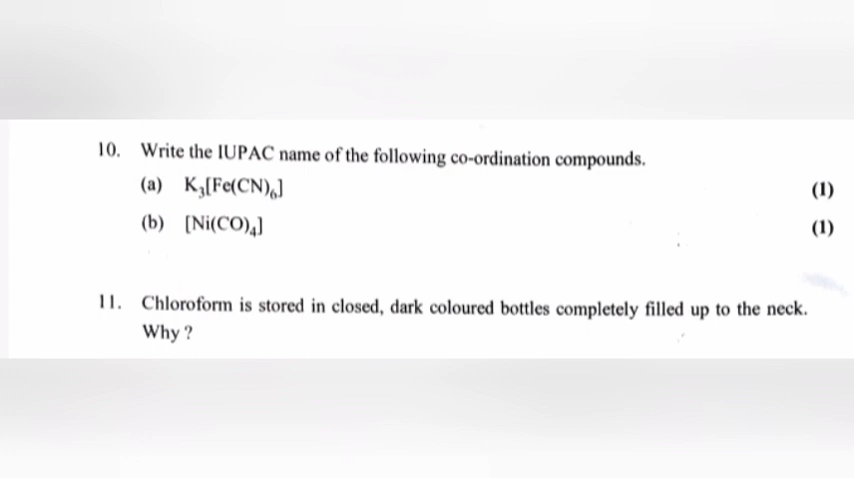 10. Write the IUPAC name of the following co-ordination compounds.
(a) K₃[Fe(CN)₆] (1)
(b) [Ni(CO)₄] (1)
11. Chloroform is stored in closed, dark coloured bottles completely filled up to the neck.
Why ?